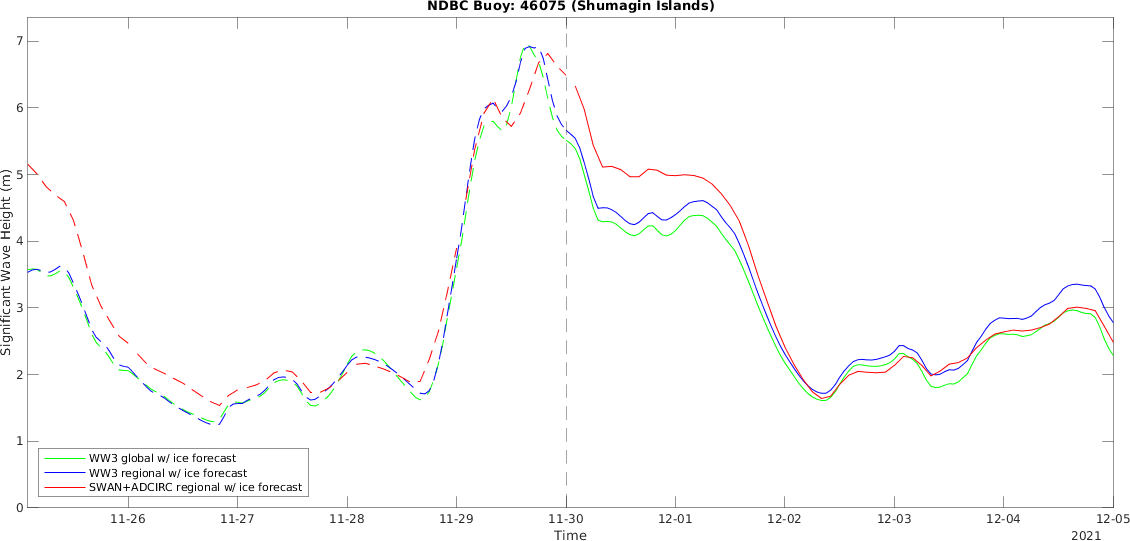 NDBC Buoy: 46075 (Shumagin Islands)
7
6
5
4
3
2
1
0
Significant Wave Height (m)
WW3 global w/ ice forecast
WW3 regional w/ ice forecast
SWAN+ADCIRC regional w/ ice forecast
11-26 11-27 11-28 11-29 11-30 12-01 12-02 12-03 12-04 12-05
Time
2021